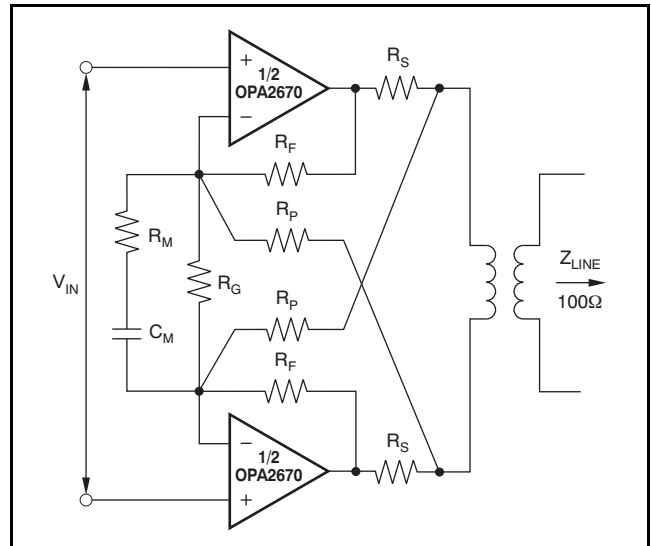 +
1/2
OPA2670
−
R_S
R_F
R_M
R_P
V_IN
R_G
Z_LINE
100Ω
C_M
R_P
R_F
−
1/2
OPA2670
+
R_S